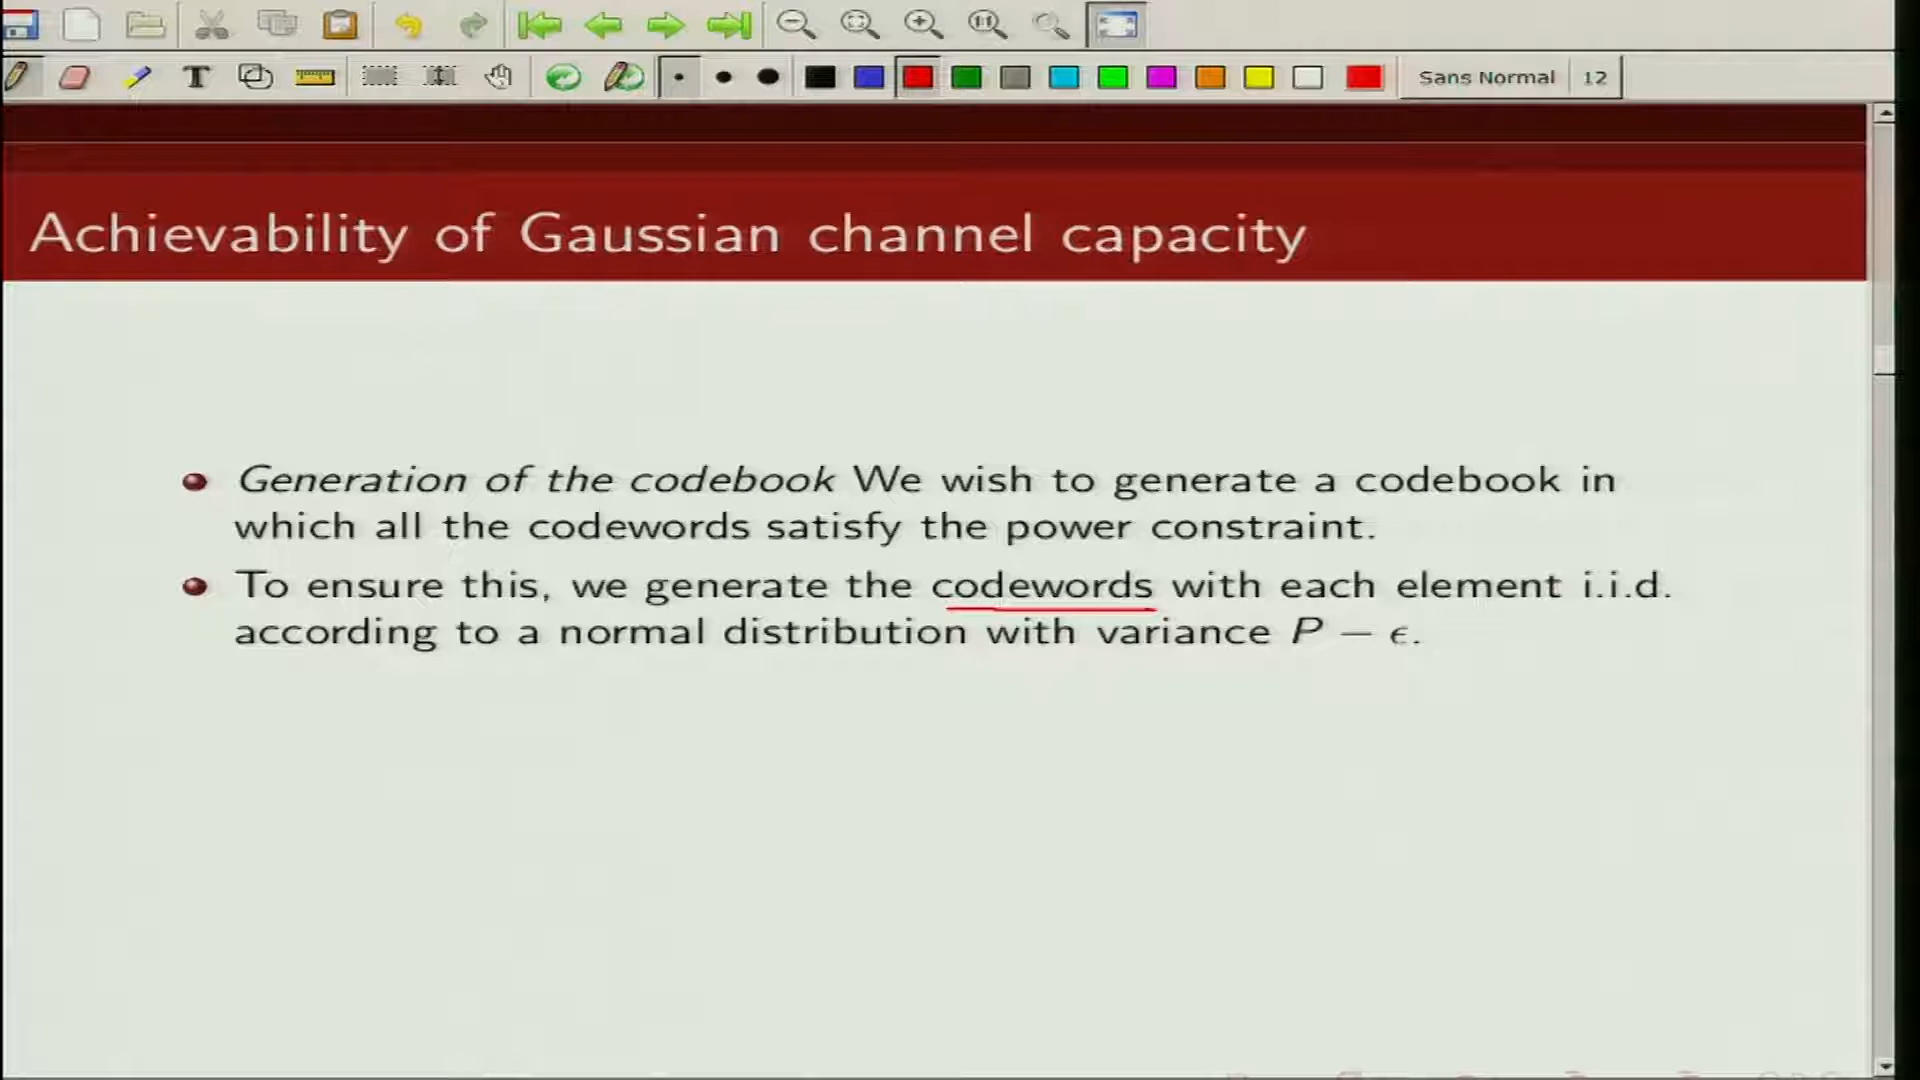 Sans Normal 12
Achievability of Gaussian channel capacity
Generation of the codebook We wish to generate a codebook in
which all the codewords satisfy the power constraint.
To ensure this, we generate the codewords with each element i.i.d.
according to a normal distribution with variance P − ϵ.